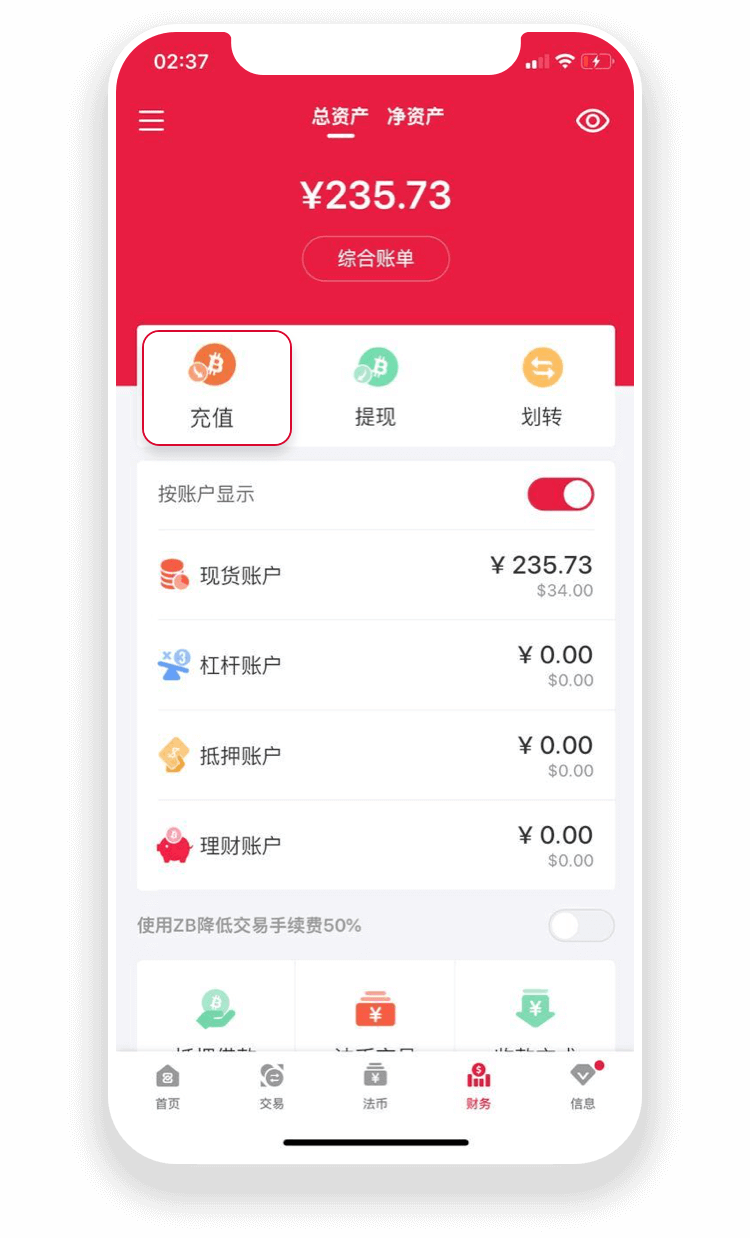 02:37
总资产 净资产
¥235.73
综合账单
充值 提现 划转
按账户显示
现货账户 ¥ 235.73
$34.00
杠杆账户 ¥ 0.00
$0.00
抵押账户 ¥ 0.00
$0.00
理财账户 ¥ 0.00
$0.00
使用ZB降低交易手续费50%
首页 交易 法币 财务 信息